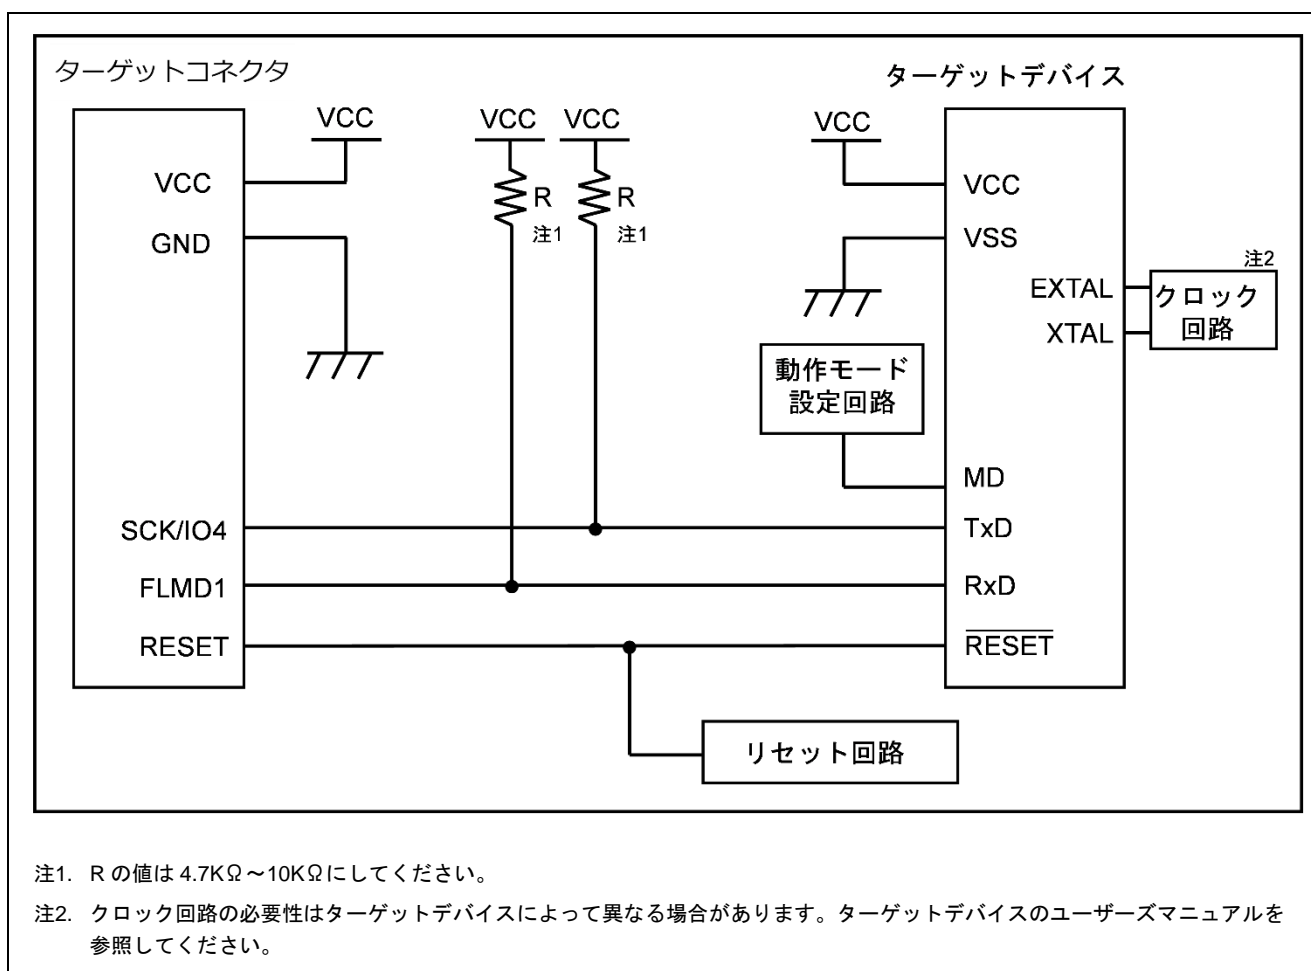 ターゲットコネクタ
ターゲットデバイス
VCC
VCC
VCC
VCC
VCC
GND
R
注1
R
注1
VCC
VSS
注2
EXTAL
XTAL
クロック
回路
動作モード
設定回路
MD
SCK/IO4
TxD
FLMD1
RxD
RESET
RESET
リセット回路
注1. R の値は 4.7KΩ～10KΩにしてください。
注2. クロック回路の必要性はターゲットデバイスによって異なる場合があります。ターゲットデバイスのユーザーズマニュアルを
参照してください。